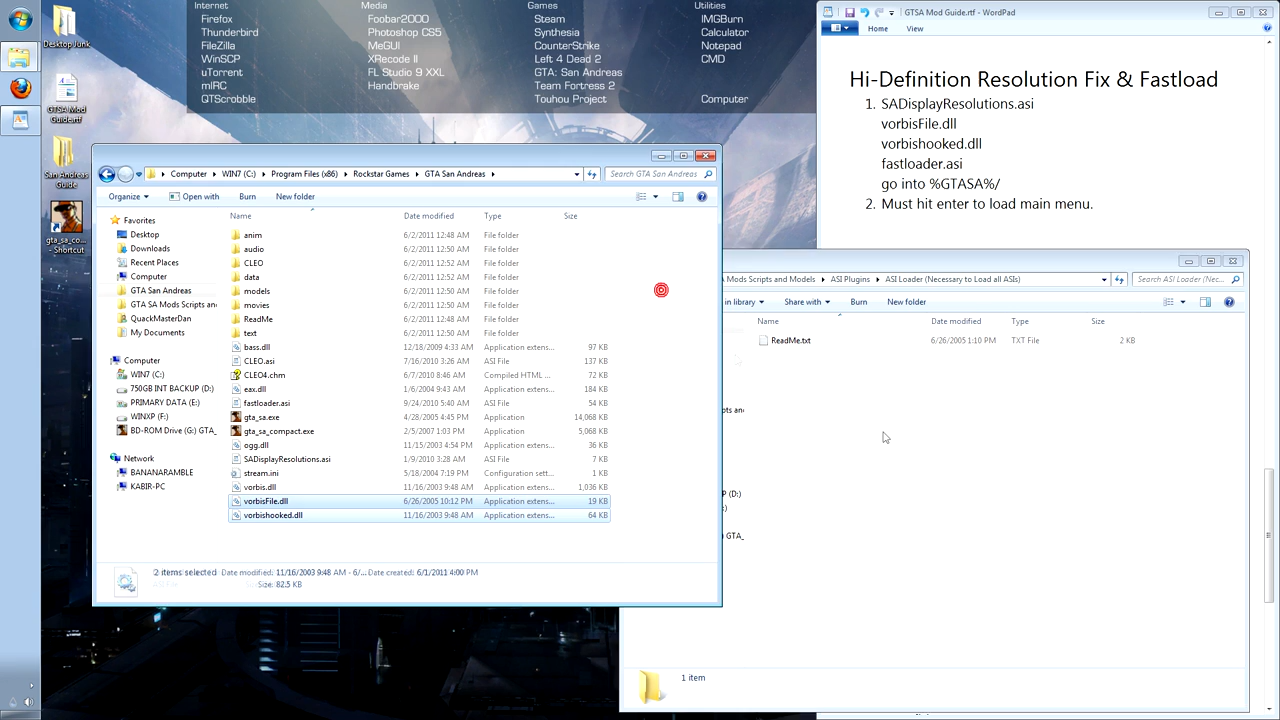 DesktopJunk
GTSA Mod
Guide.rtf
San Andreas
Guide
gta_sa_co...
- Shortcut
Internet
Firefox
Thunderbird
FileZilla
WinSCP
uTorrent
mIRC
QTScrobble
Media
Foobar2000
Photoshop CS5
MeGUI
XRecode II
FL Studio 9 XXL
Handbrake
Games
Steam
Synthesia
CounterStrike
Left 4 Dead 2
GTA: San Andreas
Team Fortress 2
Touhou Project
Utilities
IMGBurn
Calculator
Notepad
CMD
Computer
GTSA Mod Guide.rtf - WordPad
Home View
Hi-Definition Resolution Fix & Fastload
1. SADisplayResolutions.asi
vorbisFile.dll
vorbishooked.dll
fastloader.asi
go into %GTASA%/
2. Must hit enter to load main menu.
Computer WIN7 (C:) Program Files (x86) Rockstar Games GTA San Andreas
Search GTA San Andreas
Organize Open with Burn New folder
Favorites
Desktop
Downloads
Recent Places
Computer
GTA San Andreas
GTA SA Mods Scripts an
QuackMasterDan
My Documents
Computer
WIN7 (C:)
750GB INT BACKUP (D:)
PRIMARY DATA (E:)
WINXP (F:)
BD-ROM Drive (G:) GTA_
Network
BANANARAMBLE
KABIR-PC
Name Date modified Type Size
anim 6/2/2011 12:48 AM File folder
audio 6/2/2011 12:50 AM File folder
CLEO 6/2/2011 12:52 AM File folder
data 6/2/2011 12:52 AM File folder
models 6/2/2011 12:50 AM File folder
movies 6/2/2011 12:50 AM File folder
ReadMe 6/2/2011 12:48 AM File folder
text 6/2/2011 12:50 AM File folder
bass.dll 12/18/2009 4:33 AM Application extens... 97 KB
CLEO.asi 7/16/2010 3:26 AM ASI File 137 KB
CLEO4.chm 6/7/2010 8:46 AM Compiled HTML ... 72 KB
eax.dll 1/6/2004 9:43 AM Application extens... 184 KB
fastloader.asi 9/24/2010 5:40 AM ASI File 54 KB
gta_sa.exe 4/28/2005 4:45 PM Application 14,068 KB
gta_sa_compact.exe 2/5/2007 1:03 PM Application 5,068 KB
ogg.dll 11/15/2003 4:54 PM Application extens... 36 KB
SADisplayResolutions.asi 1/9/2010 3:28 AM ASI File 7 KB
stream.ini 5/18/2004 7:19 PM Configuration sett... 1 KB
vorbis.dll 11/16/2003 9:48 AM Application extens... 1,036 KB
vorbisFile.dll 6/26/2005 10:12 PM Application extens... 19 KB
vorbishooked.dll 11/16/2003 9:48 AM Application extens... 64 KB
2 items selected Date modified: 11/16/2003 9:48 AM - 6/... Date created: 6/1/2011 4:00 PM
Size: 82.5 KB
A Mods Scripts and Models ASI Plugins ASI Loader (Necessary to Load all ASIs)
Search ASI Loader (Nec...
in library Share with Burn New folder
Name Date modified Type Size
ReadMe.txt 6/26/2005 1:10 PM TXT File 2 KB
pts and
(D:)
:)
) GTA_
1 item